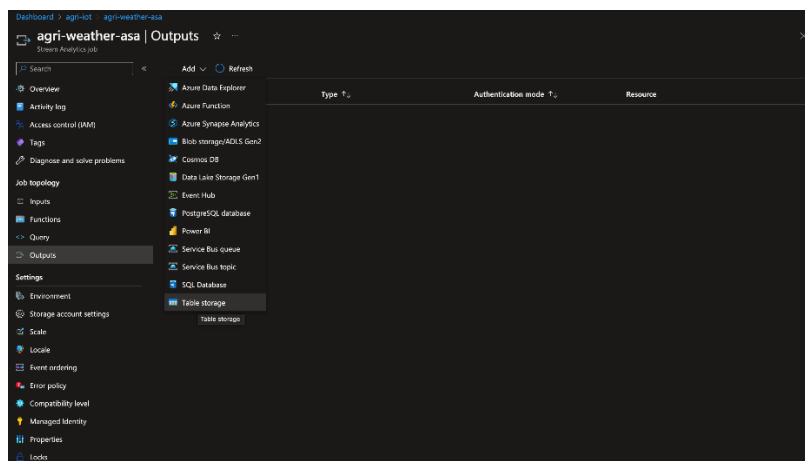 Dashboard > agri-iot > agri-weather-asa
agri-weather-asa | Outputs
Stream Analytics job
Search
Overview
Activity log
Access control (IAM)
Tags
Diagnose and solve problems
Job topology
Inputs
Functions
Query
Outputs
Settings
Environment
Storage account settings
Scale
Locale
Event ordering
Error policy
Compatibility level
Managed Identity
Properties
Locks
Add Refresh
Azure Data Explorer
Azure Function
Azure Synapse Analytics
Blob storage/ADLS Gen2
Cosmos DB
Data Lake Storage Gen1
Event Hub
PostgreSQL database
Power BI
Service Bus queue
Service Bus topic
SQL Database
Table storage
Table storage
Type Authentication mode Resource